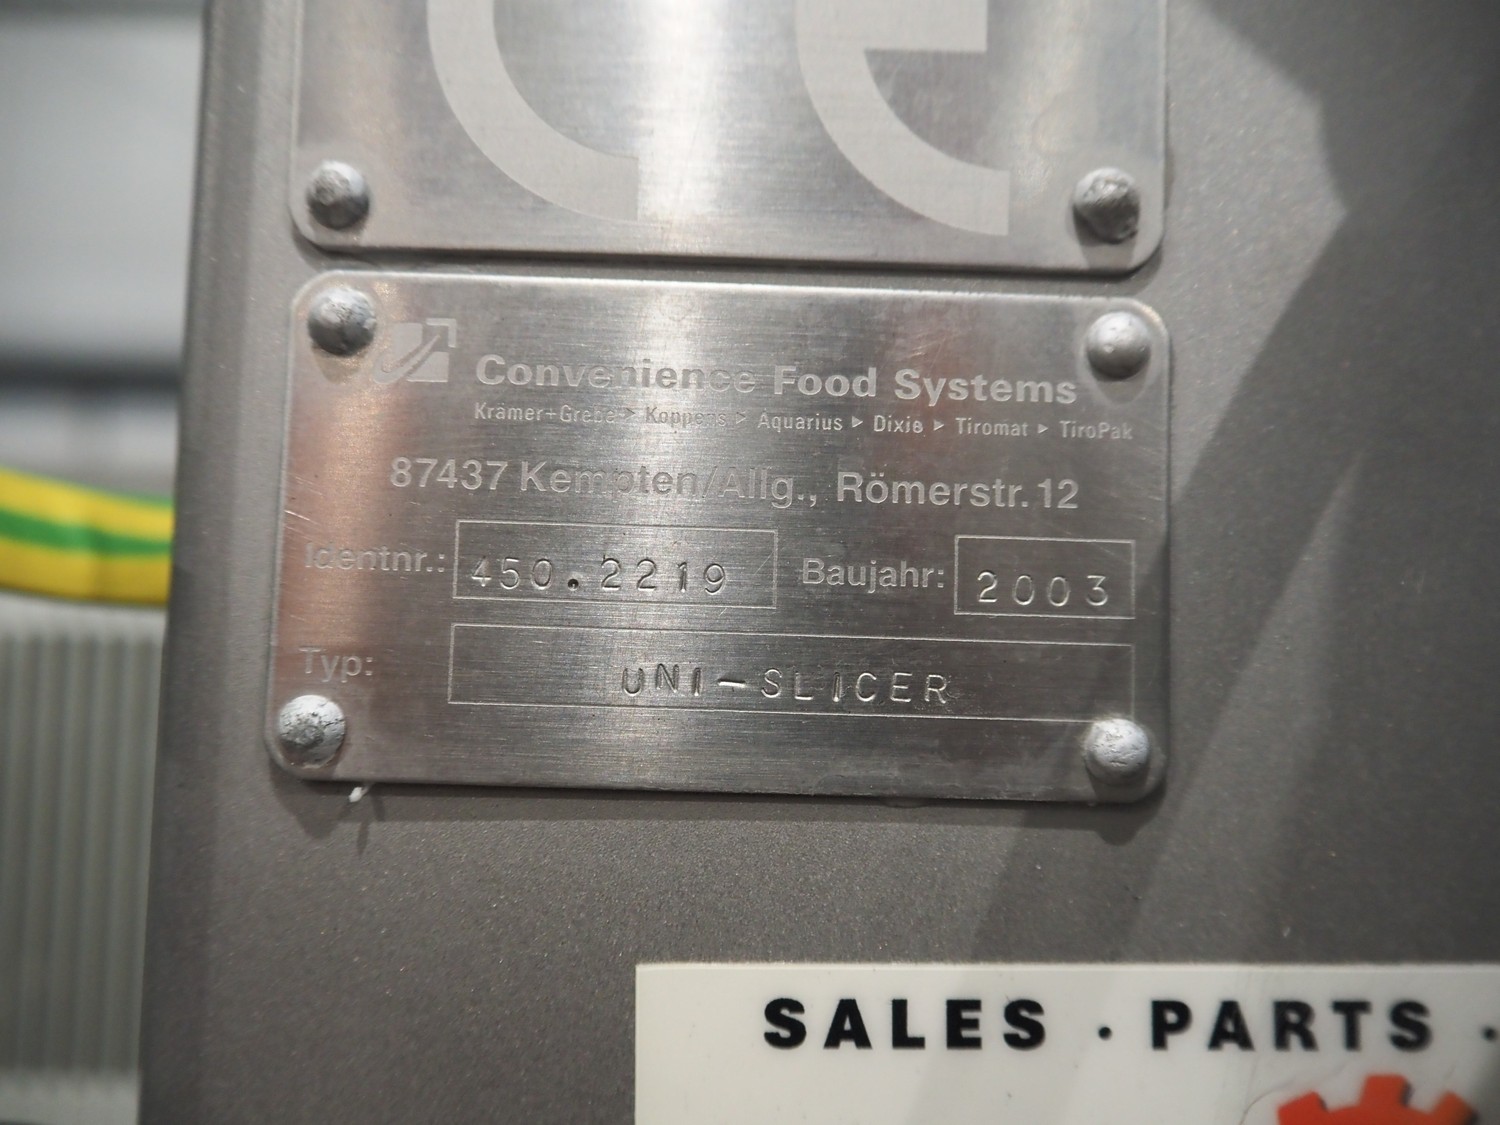 CE
Convenience Food Systems
Krämer+Grebe ▸ Koppens ▸ Aquarius ▸ Dixie ▸ Tiromat ▸ TiroPak
87437 Kempten/Allg., Römerstr. 12
Identnr.: 450.2219 Baujahr: 2003
Typ: UNI-SLICER
SALES · PARTS ·